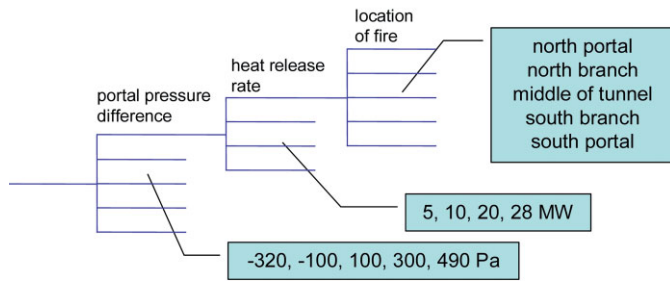 location
of fire
heat release
rate
portal pressure
difference
north portal
north branch
middle of tunnel
south branch
south portal
5, 10, 20, 28 MW
-320, -100, 100, 300, 490 Pa